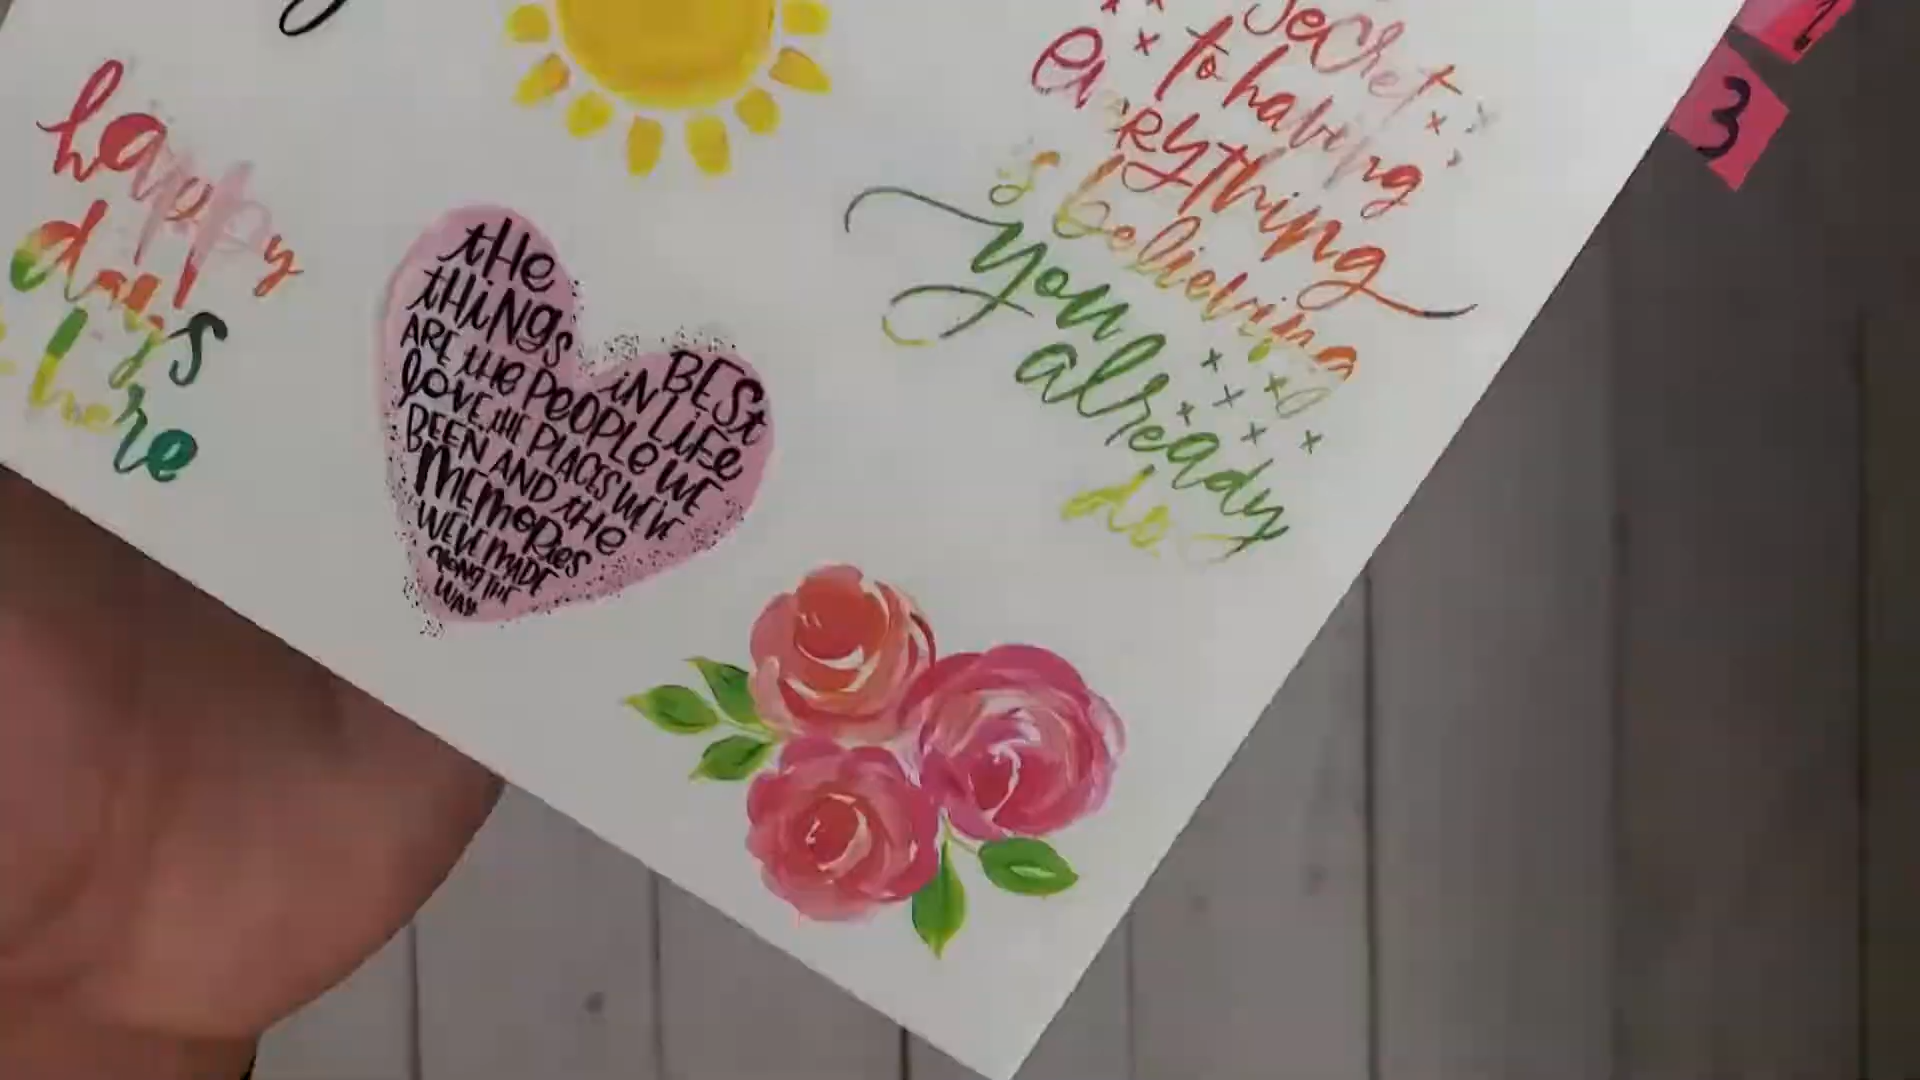 happy
days
here
the
things BEST
ARE the PEOPLE IN LIFE
LOVE THE PLACES WE
BEEN AND the WE'VE
MEMORIES
WE'VE MADE
ALONG THE
WAY
secret
to having
everything
is believing
you
already
do
3